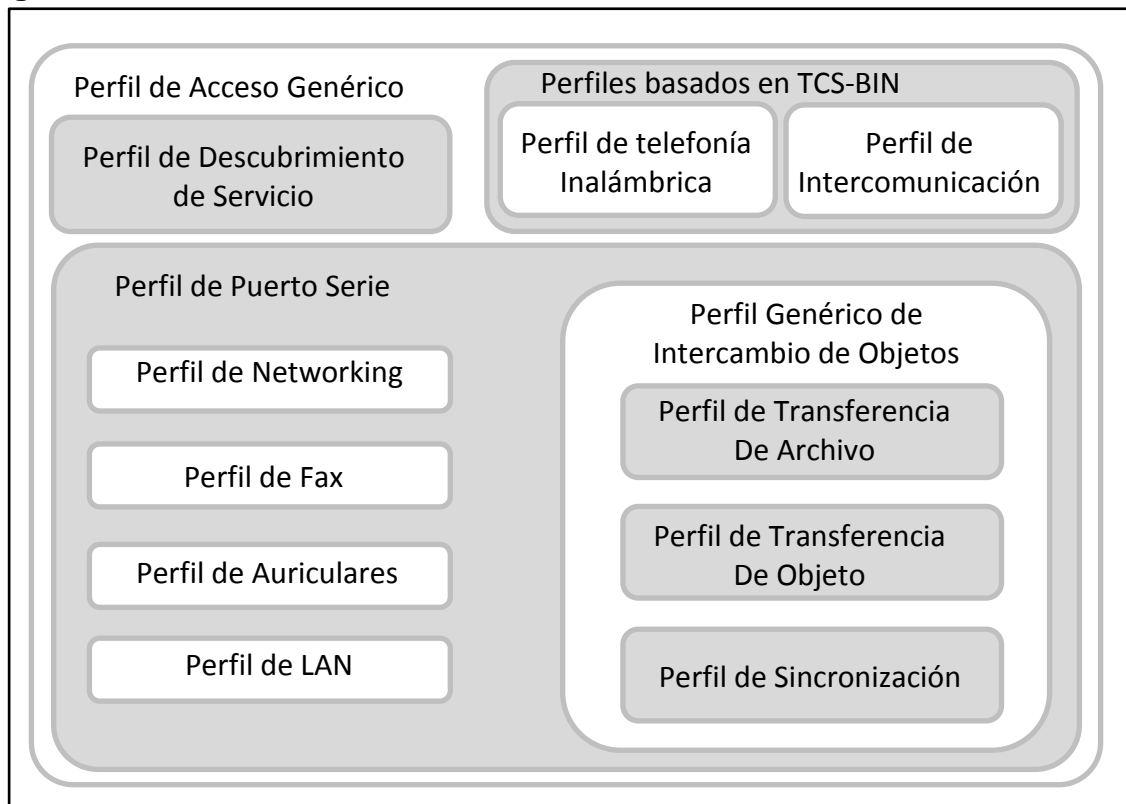 Perfil de Acceso Genérico
Perfil de Descubrimiento
de Servicio
Perfiles basados en TCS-BIN
Perfil de telefonía
Inalámbrica
Perfil de
Intercomunicación
Perfil de Puerto Serie
Perfil de Networking
Perfil de Fax
Perfil de Auriculares
Perfil de LAN
Perfil Genérico de
Intercambio de Objetos
Perfil de Transferencia
De Archivo
Perfil de Transferencia
De Objeto
Perfil de Sincronización